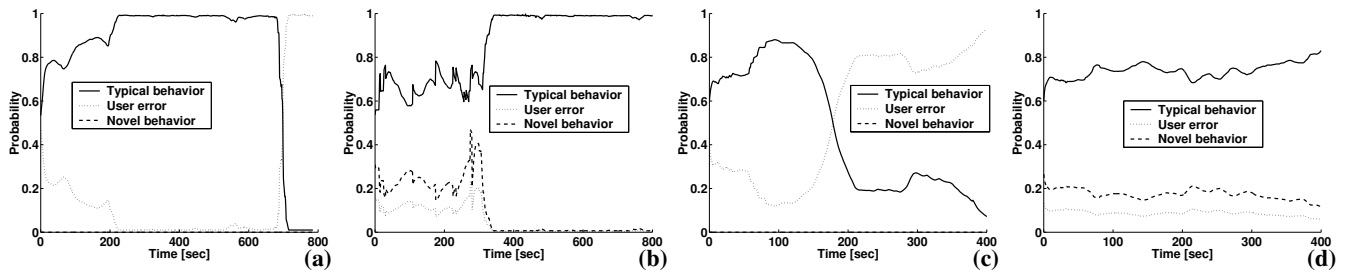 1
0.8
0.6
0.4
0.2
0
Probability
Typical behavior
User error
Novel behavior
0 200 400 600 800
Time [sec]
(a)
1
0.8
0.6
0.4
0.2
0
Probability
Typical behavior
User error
Novel behavior
0 200 400 600 800
Time [sec]
(b)
1
0.8
0.6
0.4
0.2
0
Probability
Typical behavior
User error
Novel behavior
0 100 200 300 400
Time [sec]
(c)
1
0.8
0.6
0.4
0.2
0
Probability
Typical behavior
User error
Novel behavior
0 100 200 300 400
Time [sec]
(d)